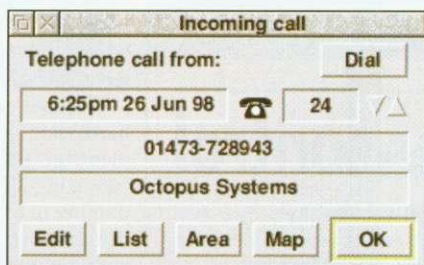 Incoming call
Telephone call from: Dial
6:25pm 26 Jun 98 24
01473-728943
Octopus Systems
Edit List Area Map OK